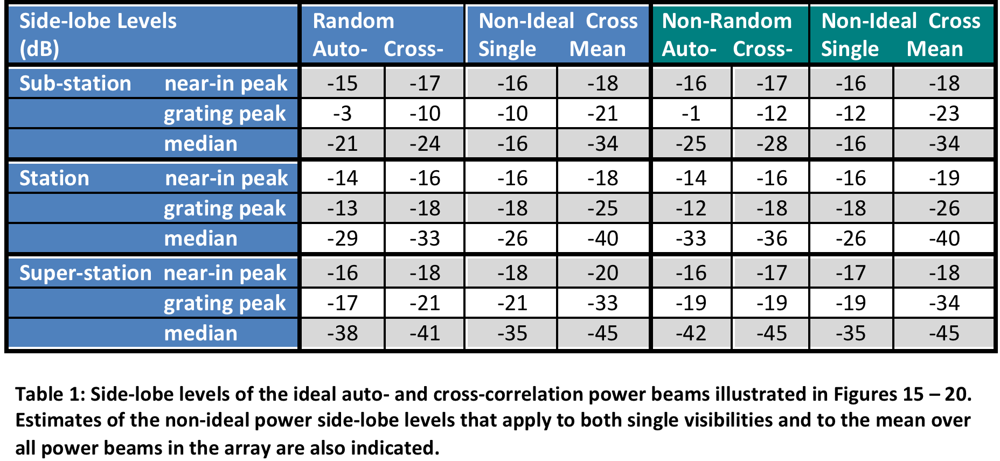 Side-lobe Levels Random Non-Ideal Cross Non-Random Non-Ideal Cross
(dB) Auto- Cross- Single Mean Auto- Cross- Single Mean
Sub-station near-in peak -15 -17 -16 -18 -16 -17 -16 -18
grating peak -3 -10 -10 -21 -1 -12 -12 -23
median -21 -24 -16 -34 -25 -28 -16 -34
Station near-in peak -14 -16 -16 -18 -14 -16 -16 -19
grating peak -13 -18 -18 -25 -12 -18 -18 -26
median -29 -33 -26 -40 -33 -36 -26 -40
Super-station near-in peak -16 -18 -18 -20 -16 -17 -17 -18
grating peak -17 -21 -21 -33 -19 -19 -19 -34
median -38 -41 -35 -45 -42 -45 -35 -45
Table 1: Side-lobe levels of the ideal auto- and cross-correlation power beams illustrated in Figures 15 – 20.
Estimates of the non-ideal power side-lobe levels that apply to both single visibilities and to the mean over
all power beams in the array are also indicated.